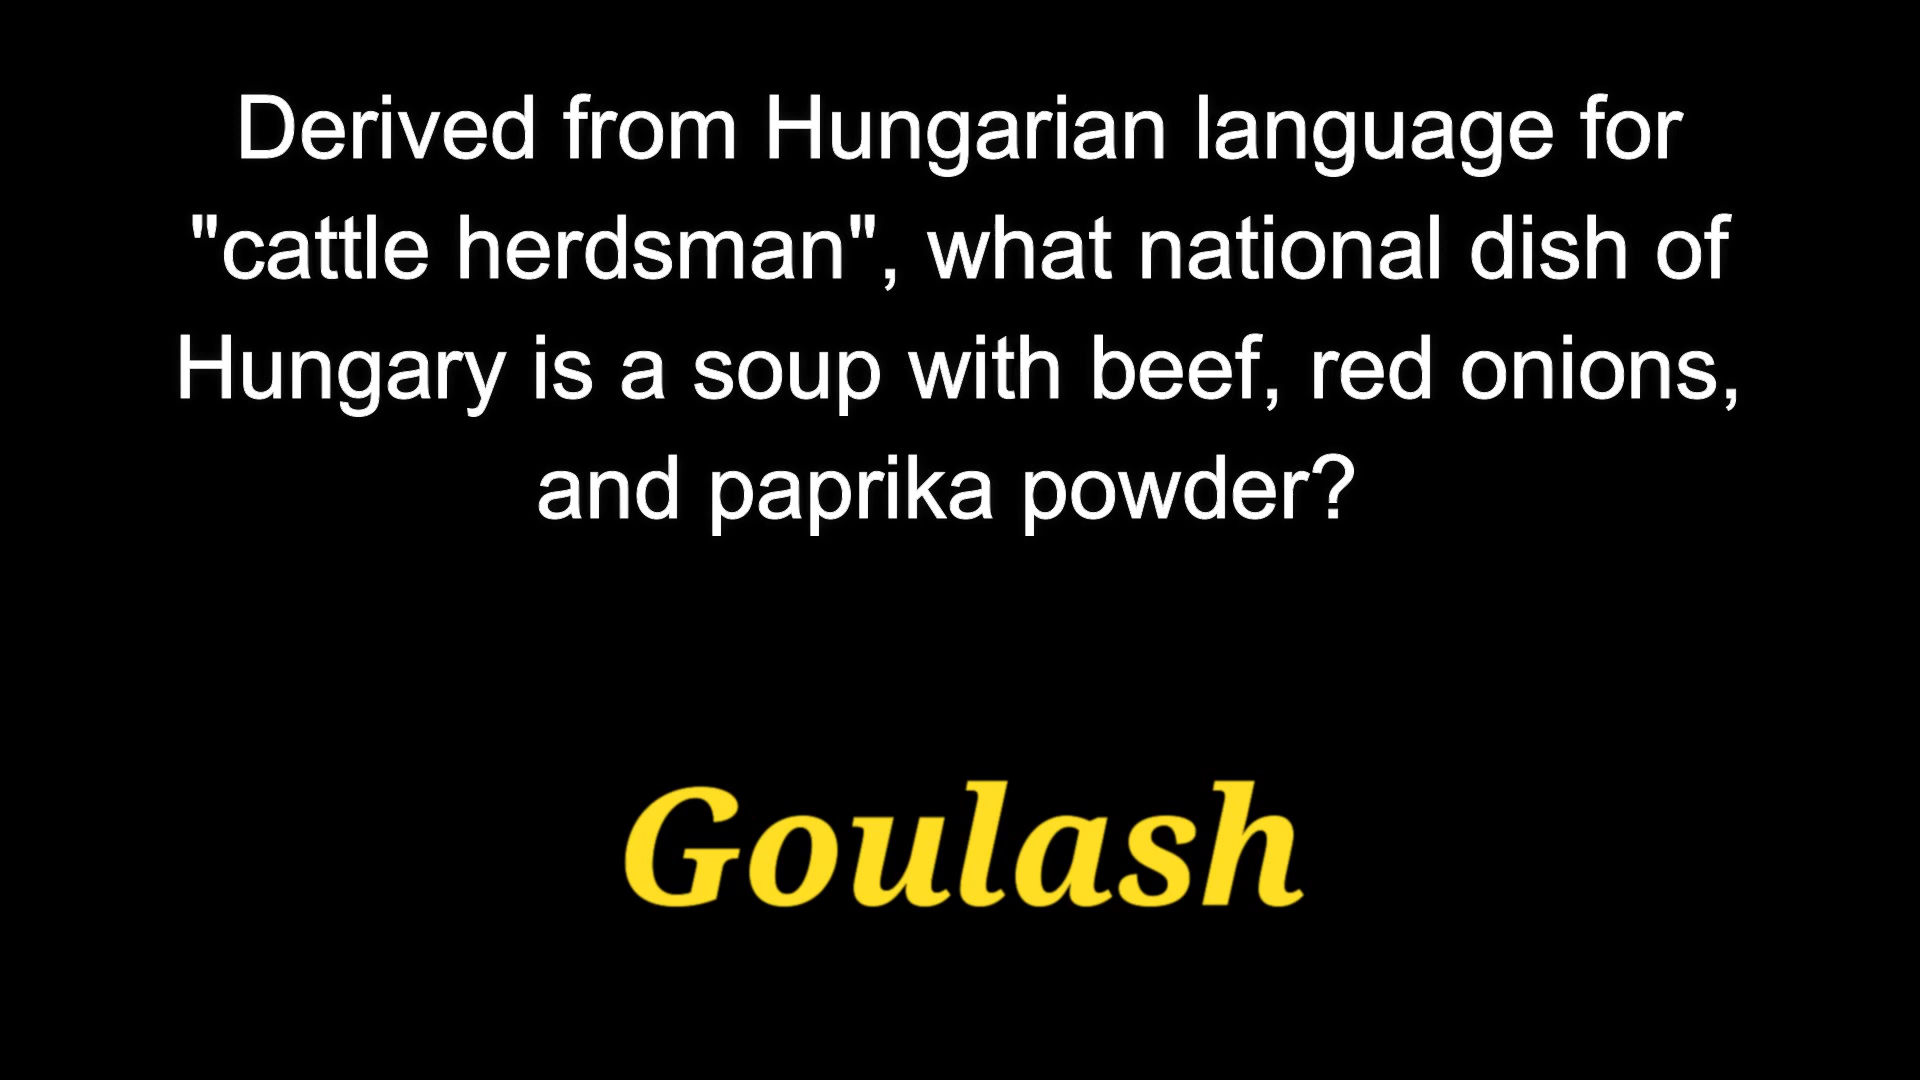 Derived from Hungarian language for
"cattle herdsman", what national dish of
Hungary is a soup with beef, red onions,
and paprika powder?
Goulash